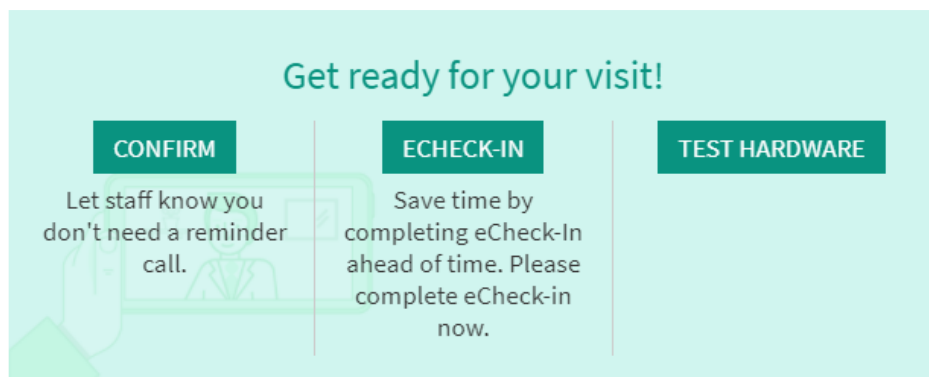 Get ready for your visit!
CONFIRM
Let staff know you
don't need a reminder
call.
ECHECK-IN
Save time by
completing eCheck-In
ahead of time. Please
complete eCheck-in
now.
TEST HARDWARE